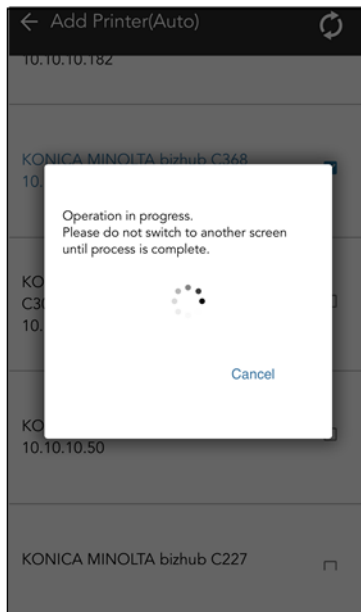 Add Printer(Auto)
10.10.10.182
KONICA MINOLTA bizhub C368
10.
Operation in progress.
Please do not switch to another screen
until process is complete.
KO
C30
10.
Cancel
KO
10.10.10.50
KONICA MINOLTA bizhub C227